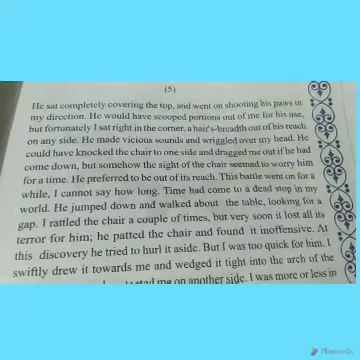 (5)
He sat completely covering the top, and went on shooting his paws in
my direction. He would have scooped portions out of me for his use,
but fortunately I sat right in the corner, a hair's-breadth out of his reach
on any side. He made vicious sounds and wriggled over my head. He
could have knocked the chair to one side and dragged me out if he had
come down, but somehow the sight of the chair seemed to worry him
for a time. He preferred to be out of its reach. This battle went on for a
while, I cannot say how long. Time had come to a dead stop in my
world. He jumped down and walked about the table, looking for a
gap. I rattled the chair a couple of times, but very soon it lost all its
terror for him; he patted the chair and found it inoffensive. At
this discovery he tried to hurl it aside. But I was too quick for him. I
swiftly drew it towards me and wedged it tight into the arch of the
me on another side. I was more or less in